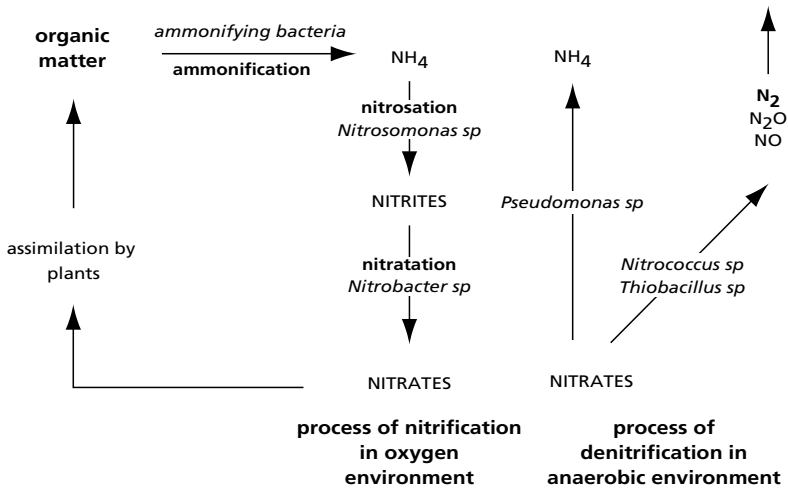 organic
matter
ammonifying bacteria
ammonification
NH4
nitrosation
Nitrosomonas sp
NITRITES
nitratation
Nitrobacter sp
NITRATES
assimilation by
plants
process of nitrification
in oxygen
environment
NH4
Pseudomonas sp
NITRATES
N2
N2O
NO
Nitrococcus sp
Thiobacillus sp
process of
denitrification in
anaerobic environment